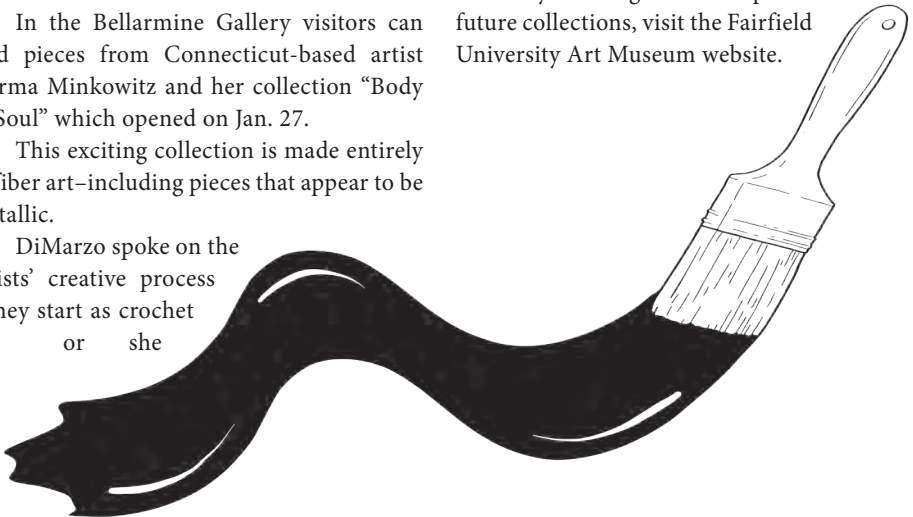 In the Bellarmine Gallery visitors can
d pieces from Connecticut-based artist
rma Minkowitz and her collection “Body
Soul” which opened on Jan. 27.
This exciting collection is made entirely
fiber art–including pieces that appear to be
tallic.
DiMarzo spoke on the
ists’ creative process
hey start as crochet
or she
future collections, visit the Fairfield
University Art Museum website.